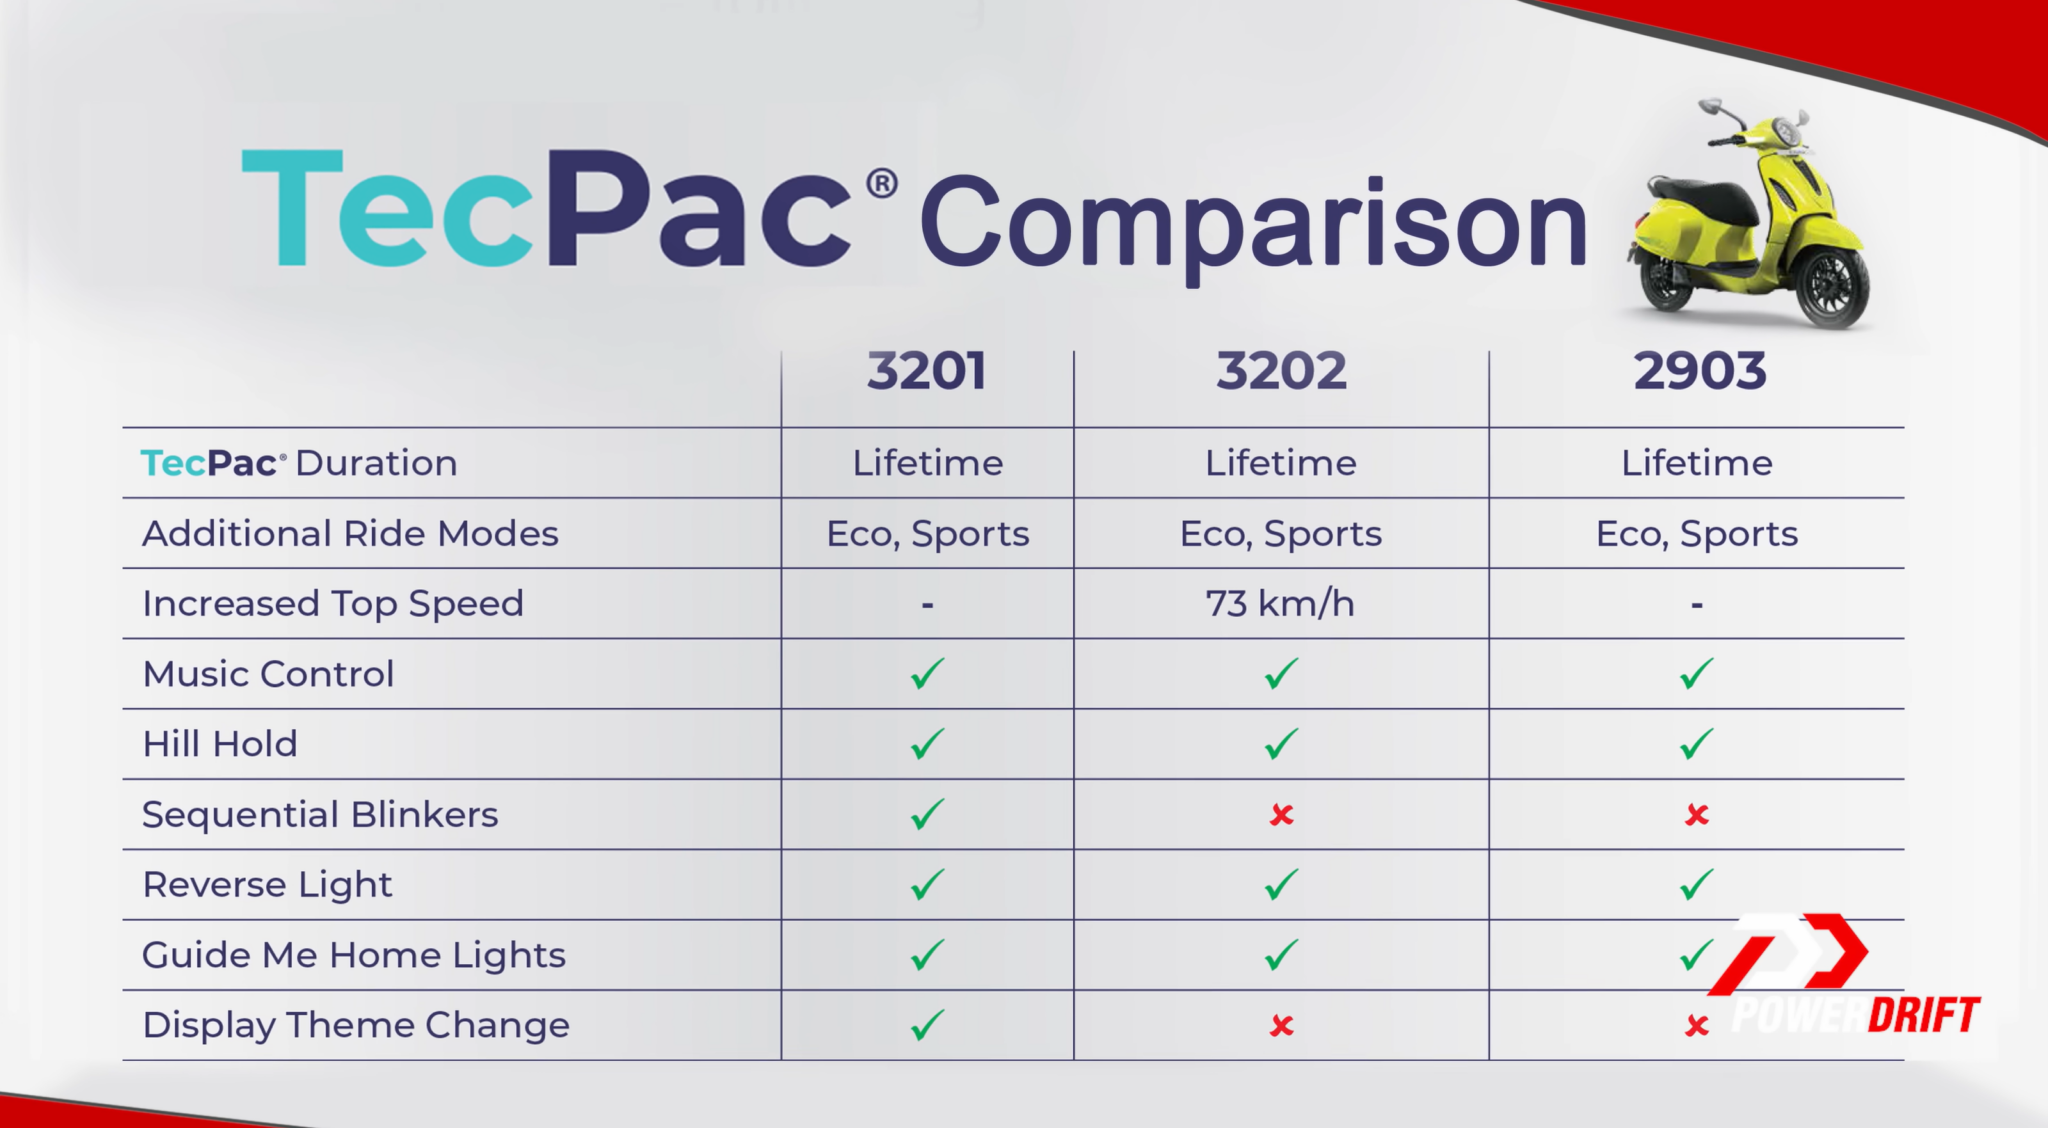 TecPac® Comparison
3201 3202 2903
TecPac® Duration Lifetime Lifetime Lifetime
Additional Ride Modes Eco, Sports Eco, Sports Eco, Sports
Increased Top Speed - 73 km/h -
Music Control ✓ ✓ ✓
Hill Hold ✓ ✓ ✓
Sequential Blinkers ✓ ✘ ✘
Reverse Light ✓ ✓ ✓
Guide Me Home Lights ✓ ✓ ✓
Display Theme Change ✓ ✘ ✘
POWERDRIFT